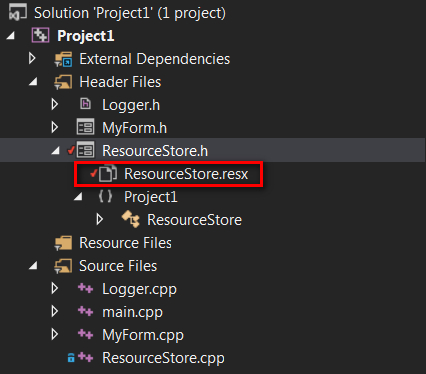 Solution 'Project1' (1 project)
Project1
External Dependencies
Header Files
Logger.h
MyForm.h
ResourceStore.h
ResourceStore.resx
{ } Project1
ResourceStore
Resource Files
Source Files
Logger.cpp
main.cpp
MyForm.cpp
ResourceStore.cpp